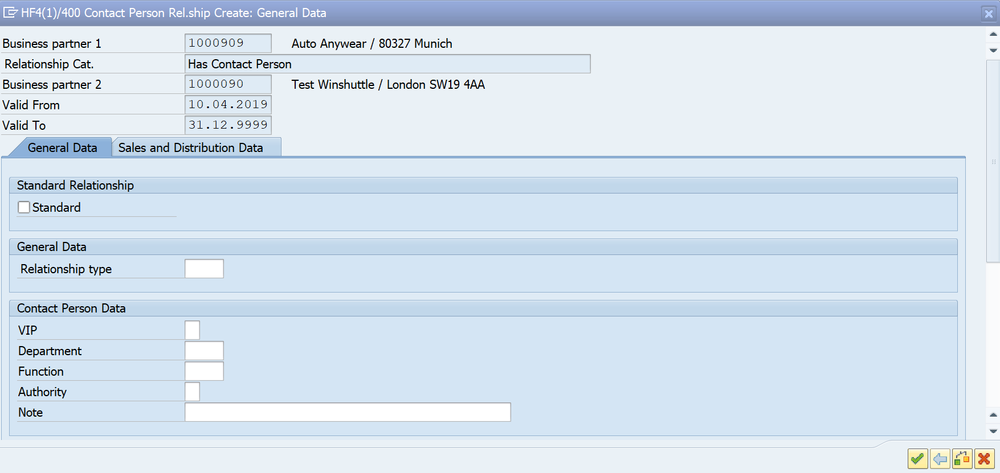 HF4(1)/400 Contact Person Rel.ship Create: General Data
Business partner 1 1000909 Auto Anywear / 80327 Munich
Relationship Cat. Has Contact Person
Business partner 2 1000090 Test Winshuttle / London SW19 4AA
Valid From 10.04.2019
Valid To 31.12.9999
General Data Sales and Distribution Data
Standard Relationship
Standard
General Data
Relationship type
Contact Person Data
VIP
Department
Function
Authority
Note